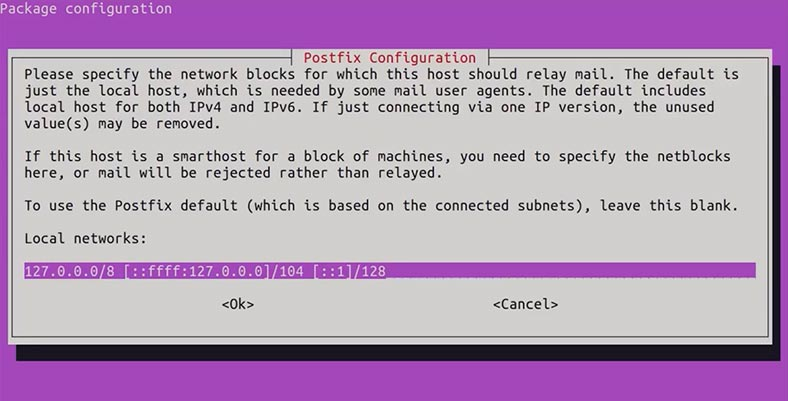 Package configuration
Postfix Configuration
Please specify the network blocks for which this host should relay mail. The default is
just the local host, which is needed by some mail user agents. The default includes
local host for both IPv4 and IPv6. If just connecting via one IP version, the unused
value(s) may be removed.
If this host is a smarthost for a block of machines, you need to specify the netblocks
here, or mail will be rejected rather than relayed.
To use the Postfix default (which is based on the connected subnets), leave this blank.
Local networks:
127.0.0.0/8 [::ffff:127.0.0.0]/104 [::1]/128
<Ok> <Cancel>